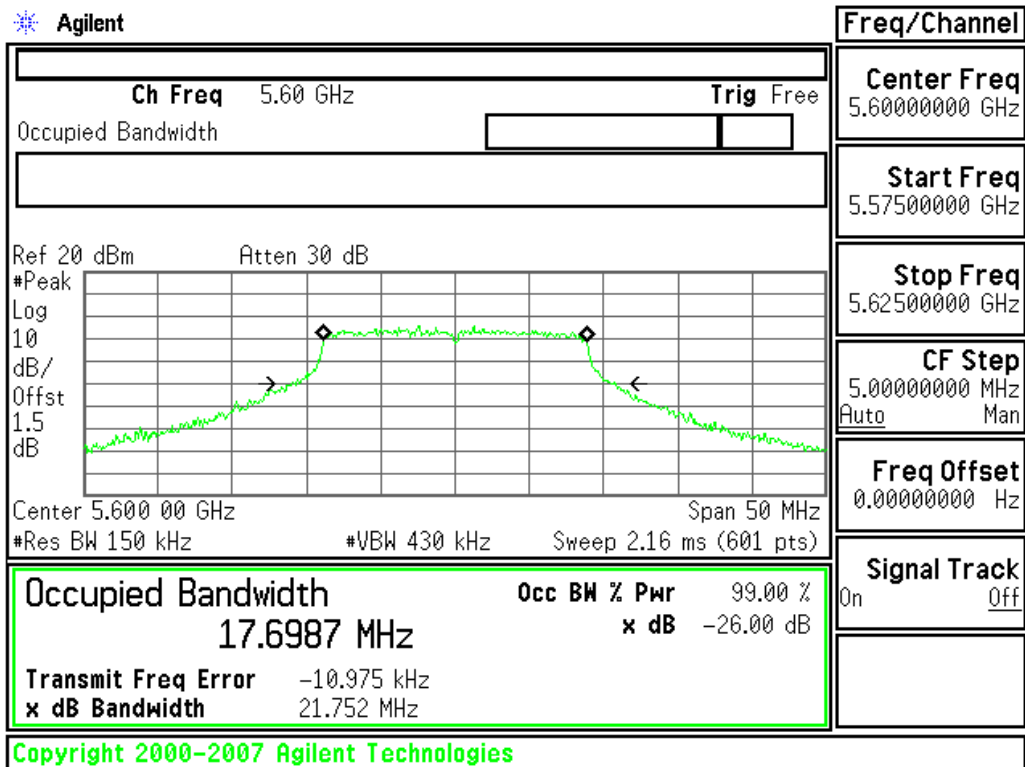 Agilent
Freq/Channel
Ch Freq 5.60 GHz Trig Free
Occupied Bandwidth
Center Freq
5.60000000 GHz
Start Freq
5.57500000 GHz
Stop Freq
5.62500000 GHz
CF Step
5.00000000 MHz
Auto Man
Freq Offset
0.00000000 Hz
Signal Track
On Off
Ref 20 dBm Atten 30 dB
#Peak
Log
10
dB/
Offst
1.5
dB
Center 5.600 00 GHz Span 50 MHz
#Res BW 150 kHz #VBW 430 kHz Sweep 2.16 ms (601 pts)
Occupied Bandwidth Occ BW % Pwr 99.00 %
17.6987 MHz x dB -26.00 dB
Transmit Freq Error -10.975 kHz
x dB Bandwidth 21.752 MHz
Copyright 2000-2007 Agilent Technologies